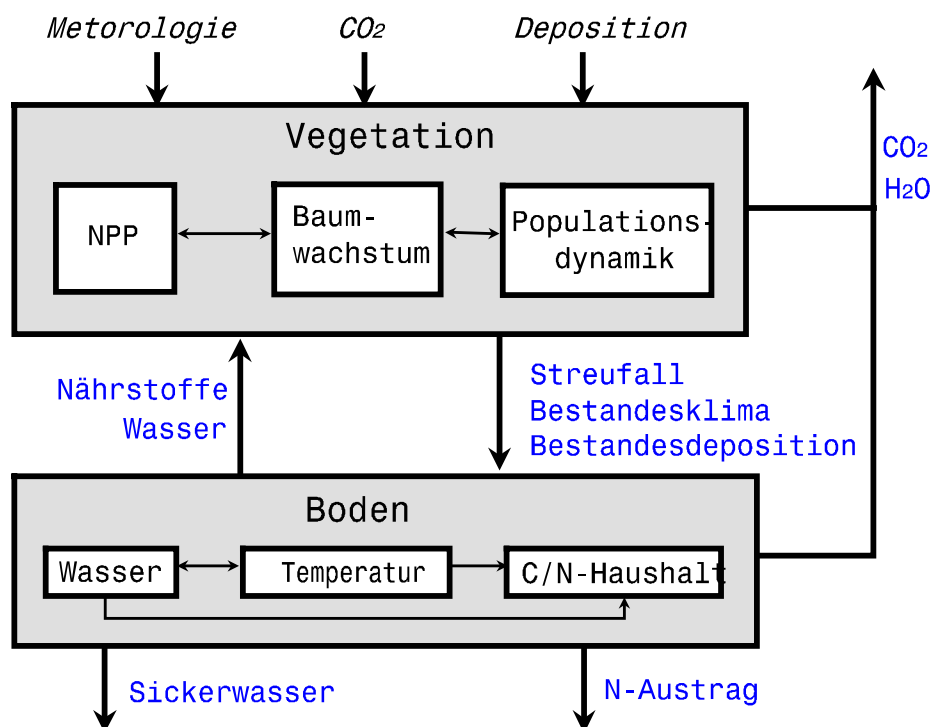 Metorologie
CO₂
Deposition
Vegetation
CO₂
H₂O
NPP
Baum-
wachstum
Populations-
dynamik
Nährstoffe
Wasser
Streufall
Bestandesklima
Bestandesdeposition
Boden
Wasser
Temperatur
C/N-Haushalt
Sickerwasser
N-Austrag